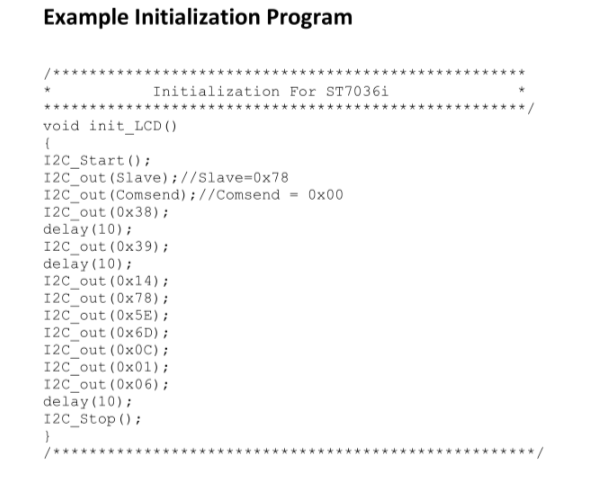 Example Initialization Program
/****************************************************
* Initialization For ST7036i *
*****************************************************/
void init_LCD()
{
I2C_Start();
I2C_out(Slave);//Slave=0x78
I2C_out(Comsend);//Comsend = 0x00
I2C_out(0x38);
delay(10);
I2C_out(0x39);
delay(10);
I2C_out(0x14);
I2C_out(0x78);
I2C_out(0x5E);
I2C_out(0x6D);
I2C_out(0x0C);
I2C_out(0x01);
I2C_out(0x06);
delay(10);
I2C_Stop();
}
/*****************************************************/